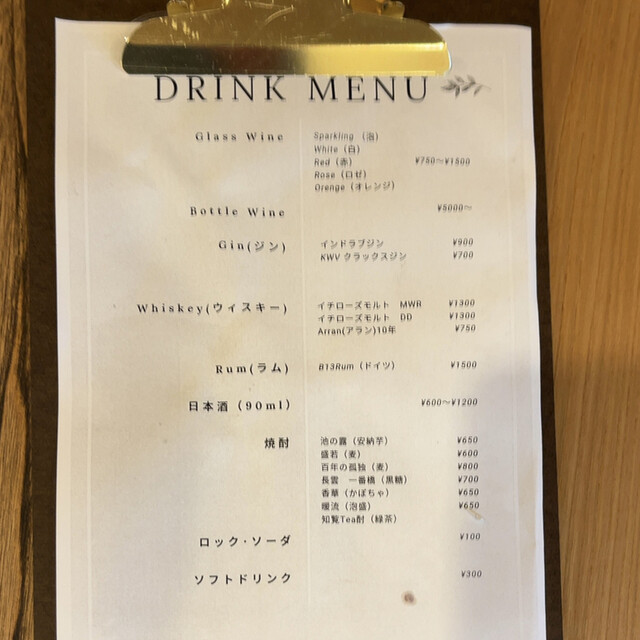 DRINK MENU
Glass Wine
Sparkling（泡）
White（白）
Red（赤） ¥750～¥1500
Rose（ロゼ）
Orenge（オレンジ）
Bottle Wine ¥5000～
Gin(ジン) インドラブジン ¥900
KWV クラックスジン ¥700
Whiskey(ウィスキー) イチローズモルト MWR ¥1300
イチローズモルト DD ¥1300
Arran(アラン)10年 ¥750
Rum(ラム) B13Rum（ドイツ） ¥1500
日本酒（90ml） ¥600～¥1200
焼酎 池の露（安納芋） ¥650
盛若（麦） ¥600
百年の孤独（麦） ¥800
長雲 一番橋（黒糖） ¥700
香華（かぼちゃ） ¥650
暖流（泡盛） ¥650
知覧Tea酎（緑茶）
ロック・ソーダ ¥100
ソフトドリンク ¥300